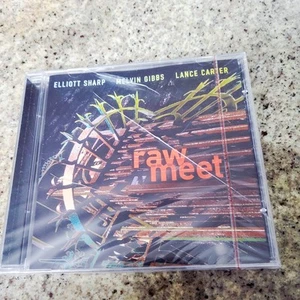 ELLIOTT SHARP MELVIN GIBBS LANCE CARTER
raw
meet